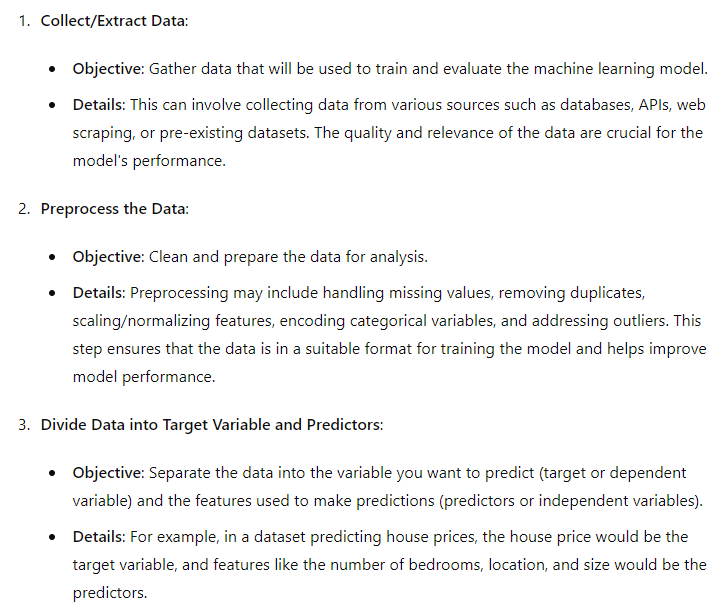 1. Collect/Extract Data:
• Objective: Gather data that will be used to train and evaluate the machine learning model.
• Details: This can involve collecting data from various sources such as databases, APIs, web
scraping, or pre-existing datasets. The quality and relevance of the data are crucial for the
model's performance.
2. Preprocess the Data:
• Objective: Clean and prepare the data for analysis.
• Details: Preprocessing may include handling missing values, removing duplicates,
scaling/normalizing features, encoding categorical variables, and addressing outliers. This
step ensures that the data is in a suitable format for training the model and helps improve
model performance.
3. Divide Data into Target Variable and Predictors:
• Objective: Separate the data into the variable you want to predict (target or dependent
variable) and the features used to make predictions (predictors or independent variables).
• Details: For example, in a dataset predicting house prices, the house price would be the
target variable, and features like the number of bedrooms, location, and size would be the
predictors.